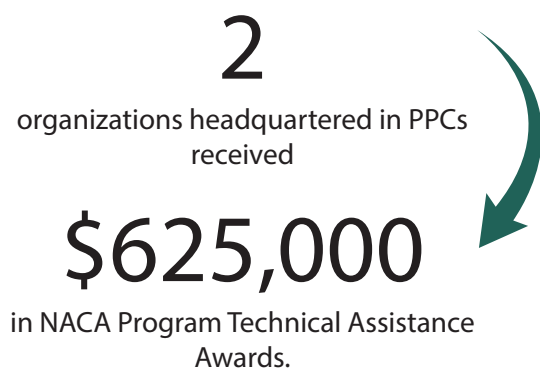 2
organizations headquartered in PPCs
received
$625,000
in NACA Program Technical Assistance
Awards.